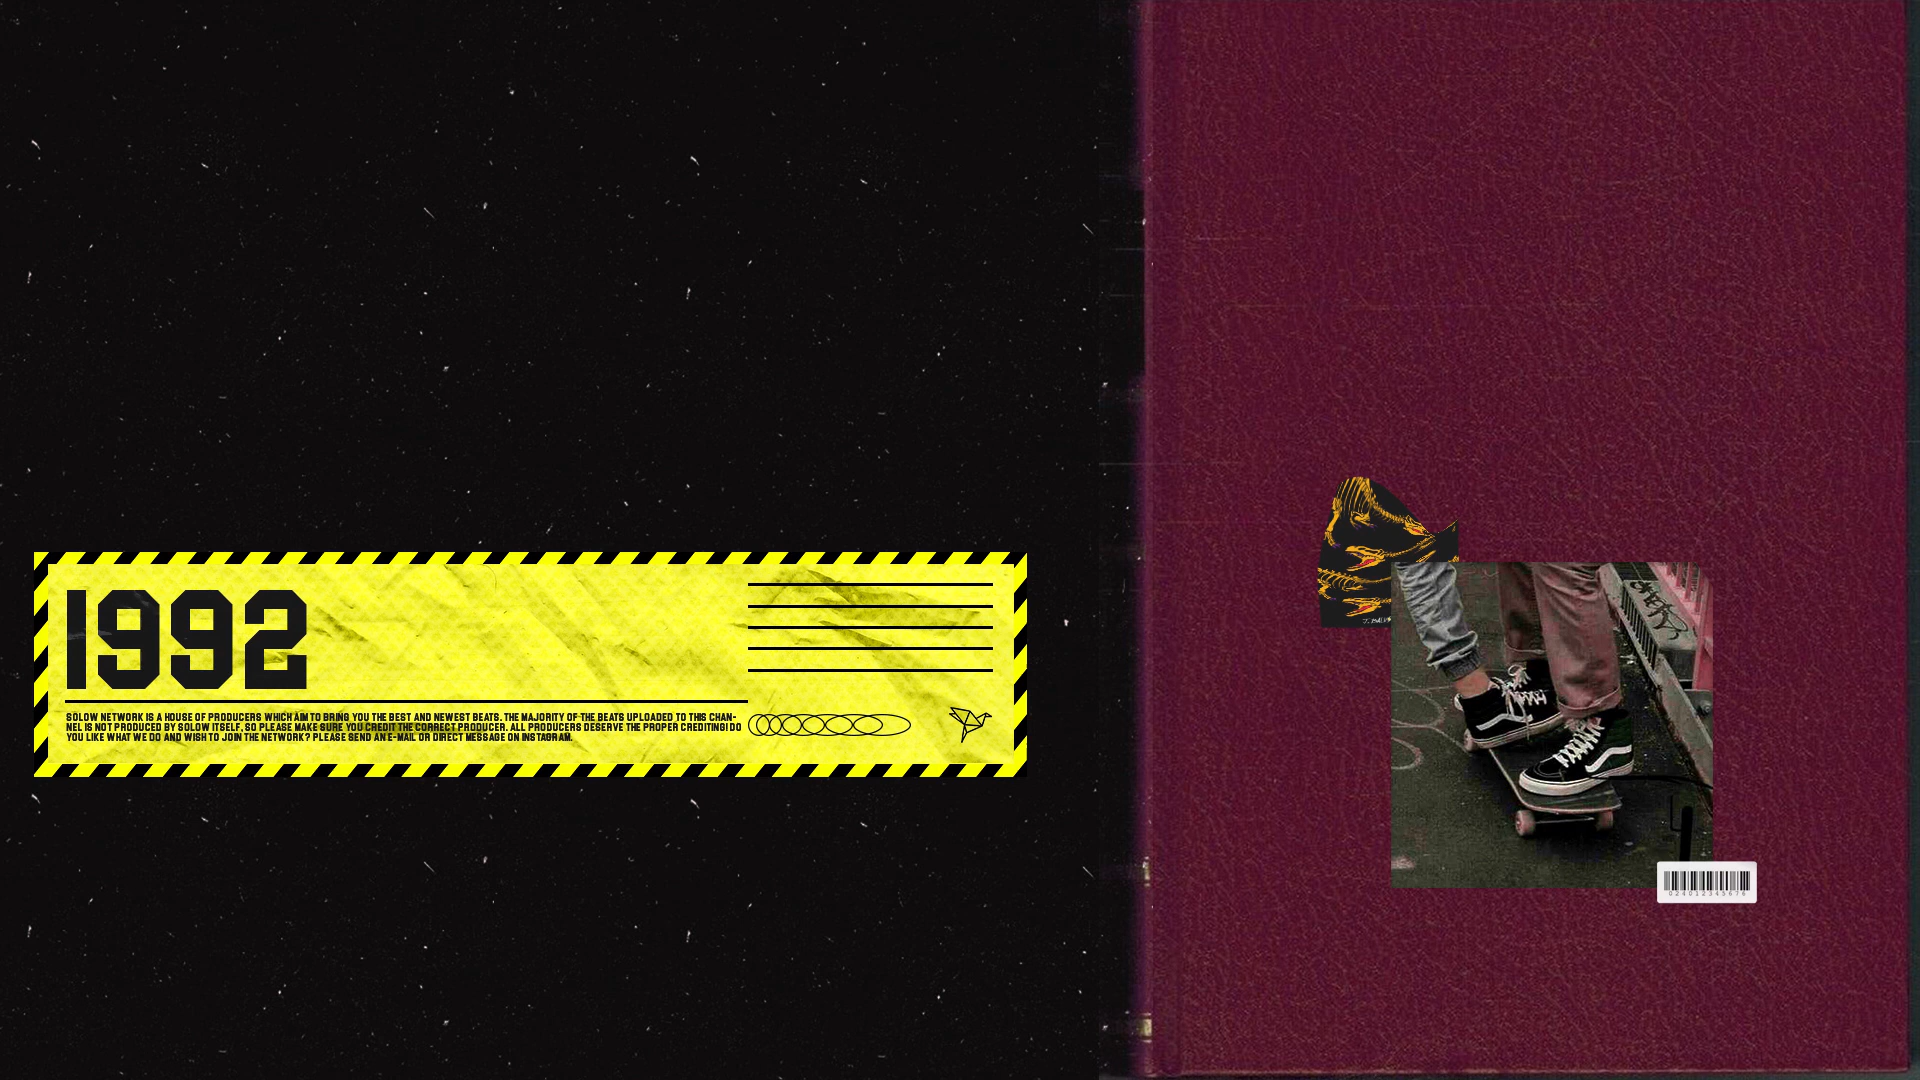 1992
SOLOW NETWORK IS A HOUSE OF PRODUCERS WHICH AIM TO BRING YOU THE BEST AND NEWEST BEATS. THE MAJORITY OF THE BEATS UPLOADED TO THIS CHAN-
NEL IS NOT PRODUCED BY SOLOW ITSELF, SO PLEASE MAKE SURE YOU CREDIT THE CORRECT PRODUCER. ALL PRODUCERS DESERVE THE PROPER CREDITING! DO
YOU LIKE WHAT WE DO AND WISH TO JOIN THE NETWORK? PLEASE SEND AN E-MAIL OR DIRECT MESSAGE ON INSTAGRAM.